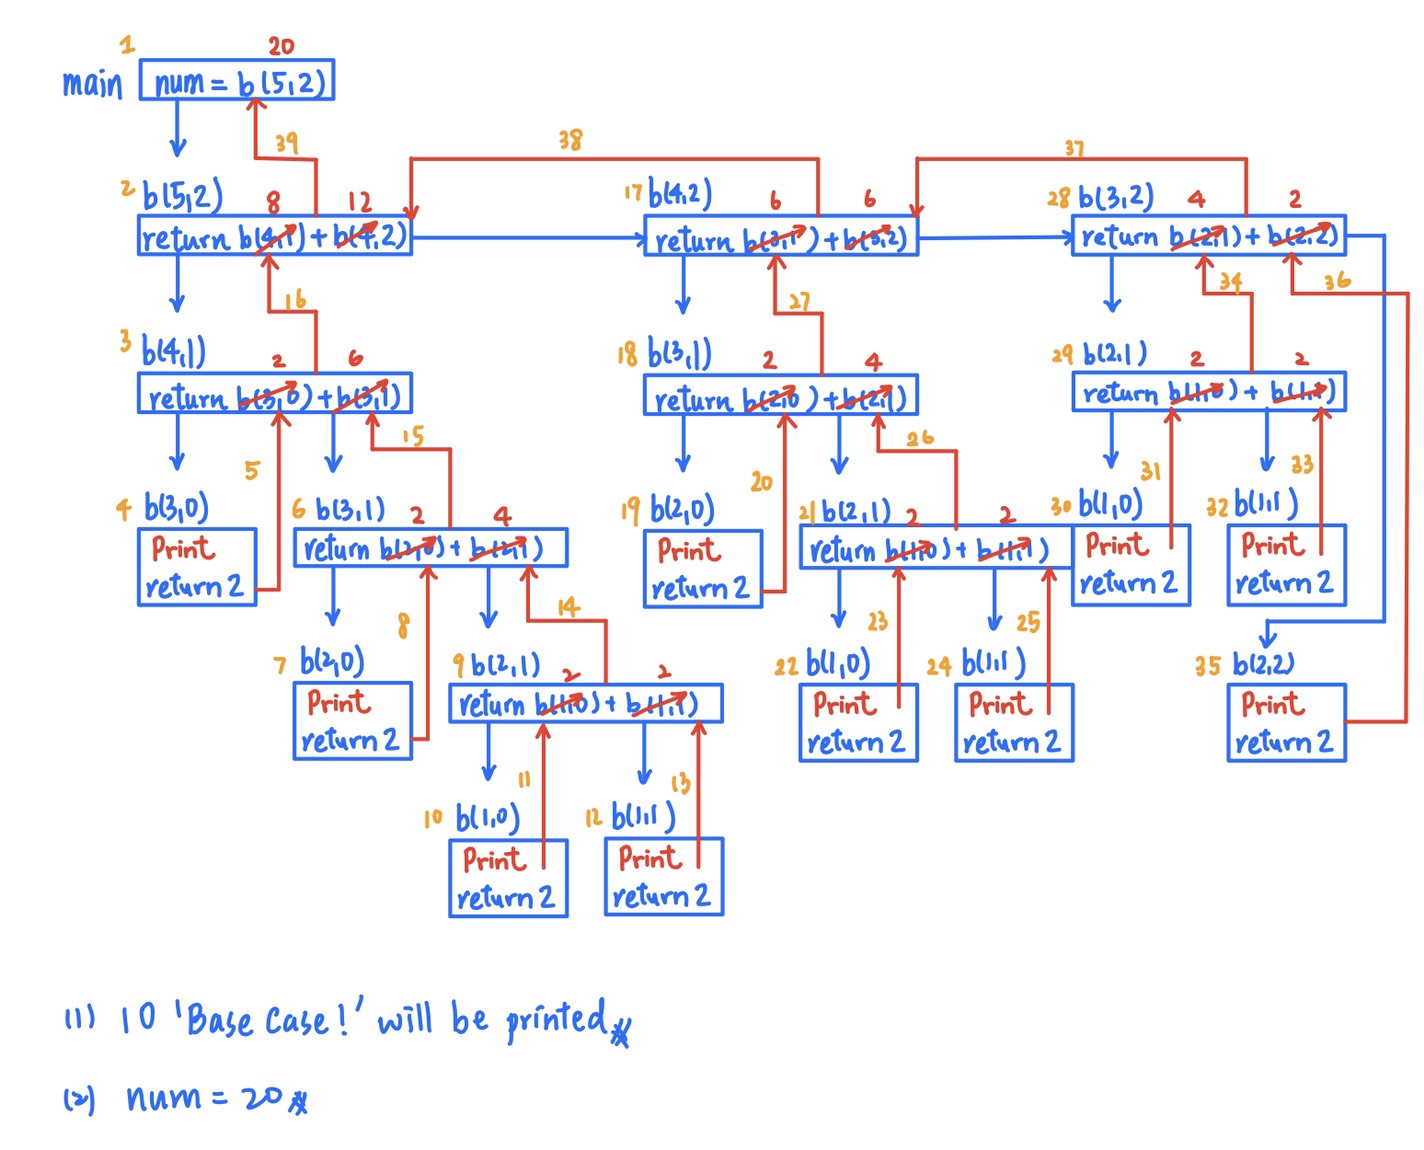 1 20
main num = b(5,2)
39 38 37
2 b(5,2) 8 12 17 b(4,2) 6 6 28 b(3,2) 4 2
return b(4,1) + b(4,2) return b(3,1) + b(3,2) return b(2,1) + b(2,2)
16 27 34 36
3 b(4,1) 2 6 18 b(3,1) 2 4 29 b(2,1) 2 2
return b(3,0) + b(3,1) return b(2,0) + b(2,1) return b(1,0) + b(1,1)
5 15 20 26 31 33
4 b(3,0) 6 b(3,1) 2 4 19 b(2,0) 21 b(2,1) 2 2 30 b(1,0) 32 b(1,1)
Print return b(2,0) + b(2,1) Print return b(1,0) + b(1,1) Print Print
return 2 return 2 return 2 return 2
8 14 23 25
7 b(2,0) 9 b(2,1) 2 2 22 b(1,0) 24 b(1,1) 35 b(2,2)
Print return b(1,0) + b(1,1) Print Print Print
return 2 return 2 return 2 return 2
11 13
10 b(1,0) 12 b(1,1)
Print Print
return 2 return 2
(1) 10 'Base Case!' will be printed
(2) num = 20